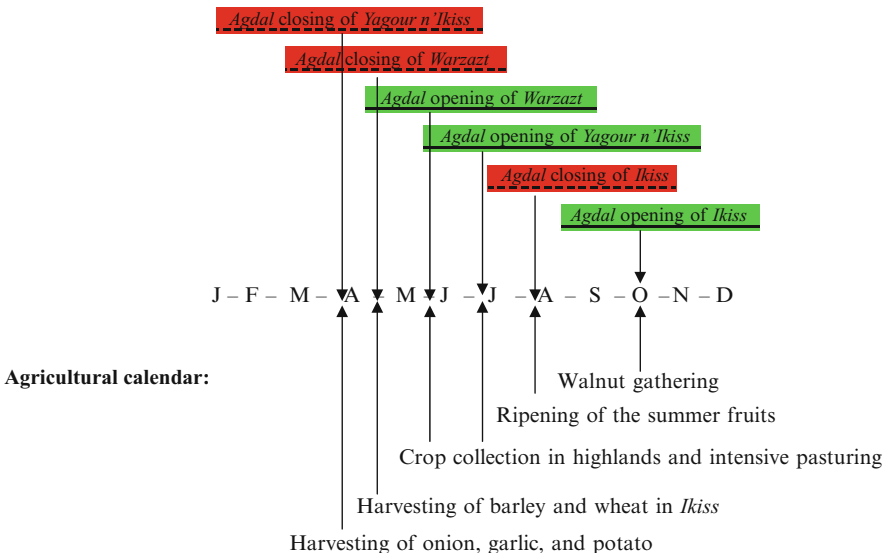 Agdal closing of Yagour n'Ikiss
Agdal closing of Warzazt
Agdal opening of Warzazt
Agdal opening of Yagour n'Ikiss
Agdal closing of Ikiss
Agdal opening of Ikiss
J – F – M – A – M – J – J – A – S – O – N – D
Agricultural calendar:
Walnut gathering
Ripening of the summer fruits
Crop collection in highlands and intensive pasturing
Harvesting of barley and wheat in Ikiss
Harvesting of onion, garlic, and potato